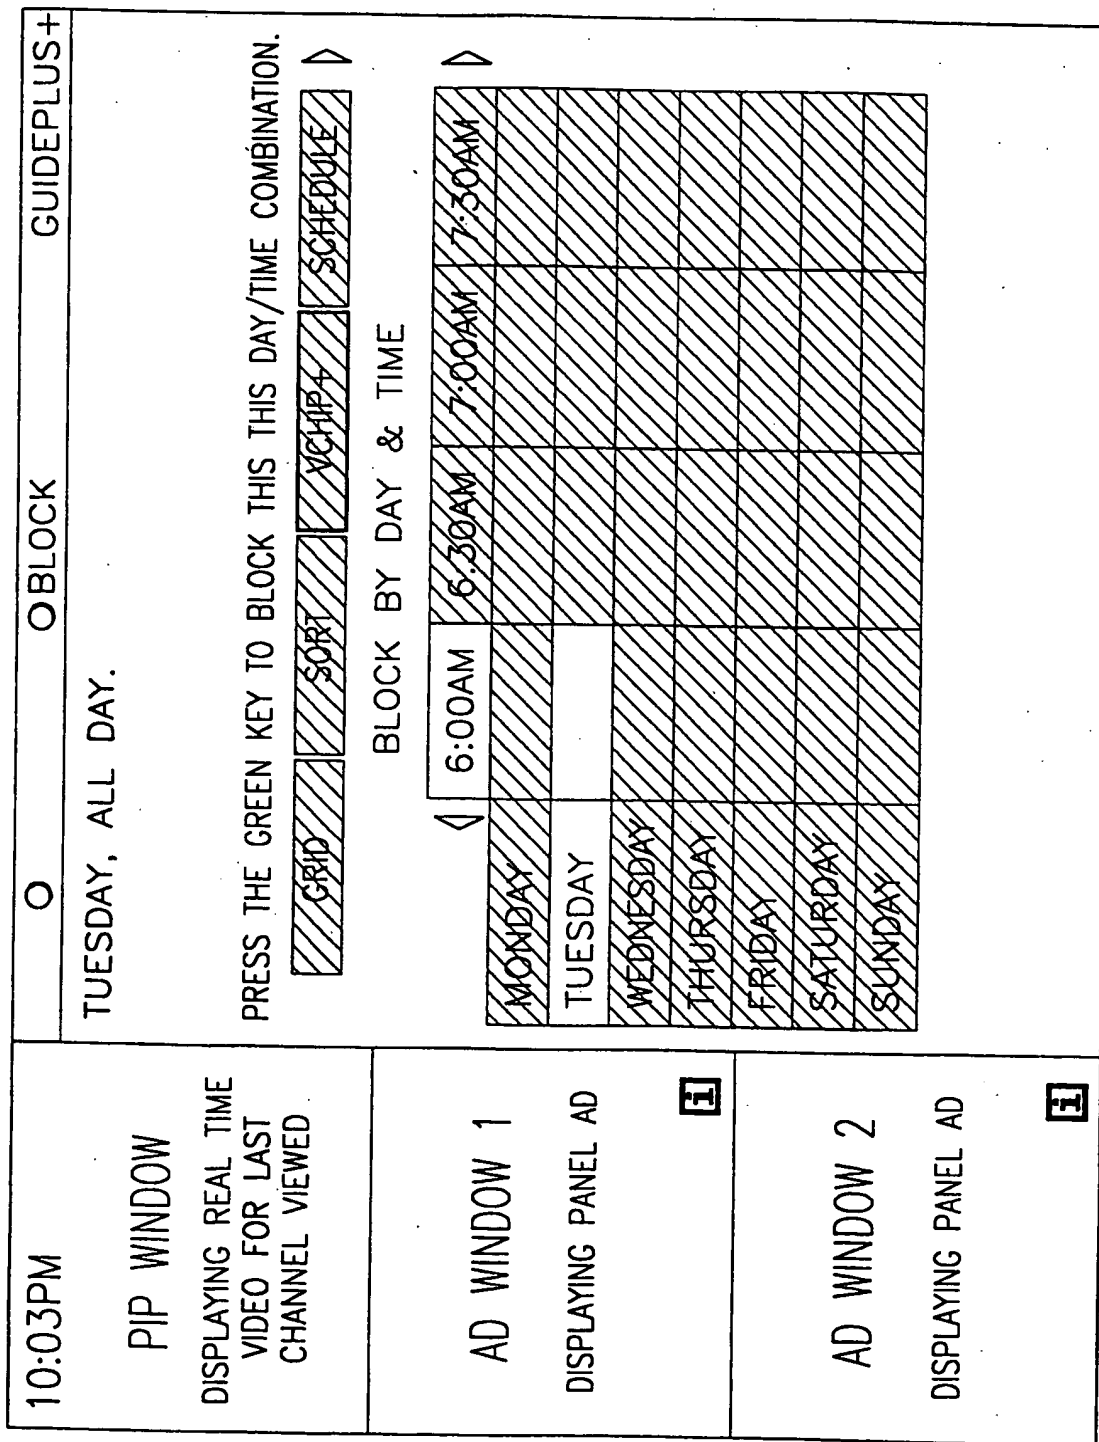 10:03PM
PIP WINDOW
DISPLAYING REAL TIME
VIDEO FOR LAST
CHANNEL VIEWED
AD WINDOW 1
DISPLAYING PANEL AD
i
AD WINDOW 2
DISPLAYING PANEL AD
i
O OBLOCK GUIDEPLUS+
TUESDAY, ALL DAY.
PRESS THE GREEN KEY TO BLOCK THIS THIS DAY/TIME COMBINATION.
GRID SORT VCHIP+ SCHEDULE
BLOCK BY DAY & TIME
6:00AM 6:30AM 7:00AM 7:30AM
MONDAY
TUESDAY
WEDNESDAY
THURSDAY
FRIDAY
SATURDAY
SUNDAY